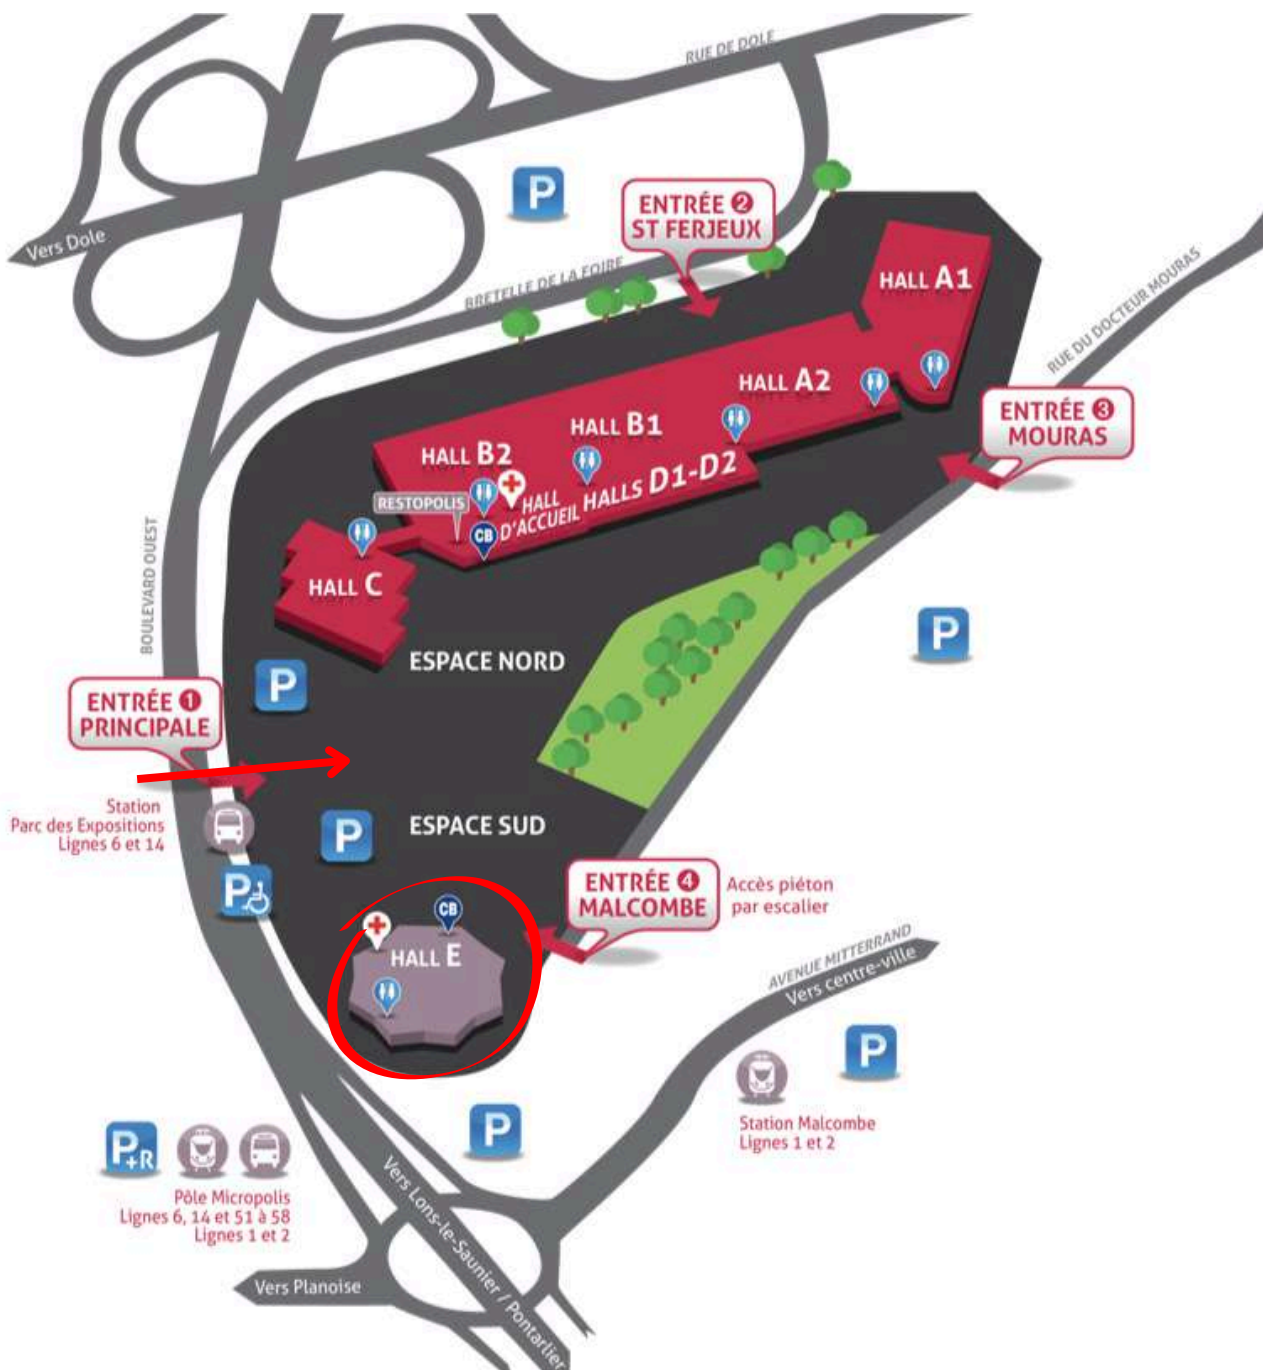 RUE DE DOLE
P
ENTRÉE ❷
ST FERJEUX
Vers Dole
BRETELLE DE LA FOIRE
HALL A1
RUE DU DOCTEUR MOURAS
HALL A2
ENTRÉE ❸
MOURAS
HALL B1
HALL B2
HALLS D1-D2
RESTOPOLIS
HALL
D'ACCUEIL
CB
HALL C
BOULEVARD OUEST
P
ESPACE NORD
P
ENTRÉE ❶
PRINCIPALE
Station
Parc des Expositions
Lignes 6 et 14
P
ESPACE SUD
P
ENTRÉE ❹
MALCOMBE
Accès piéton
par escalier
CB
HALL E
AVENUE MITTERRAND
Vers centre-ville
P
Station Malcombe
Lignes 1 et 2
P
P+R
Pôle Micropolis
Lignes 6, 14 et 51 à 58
Lignes 1 et 2
Vers Lons-le-Saunier / Pontarlier
Vers Planoise